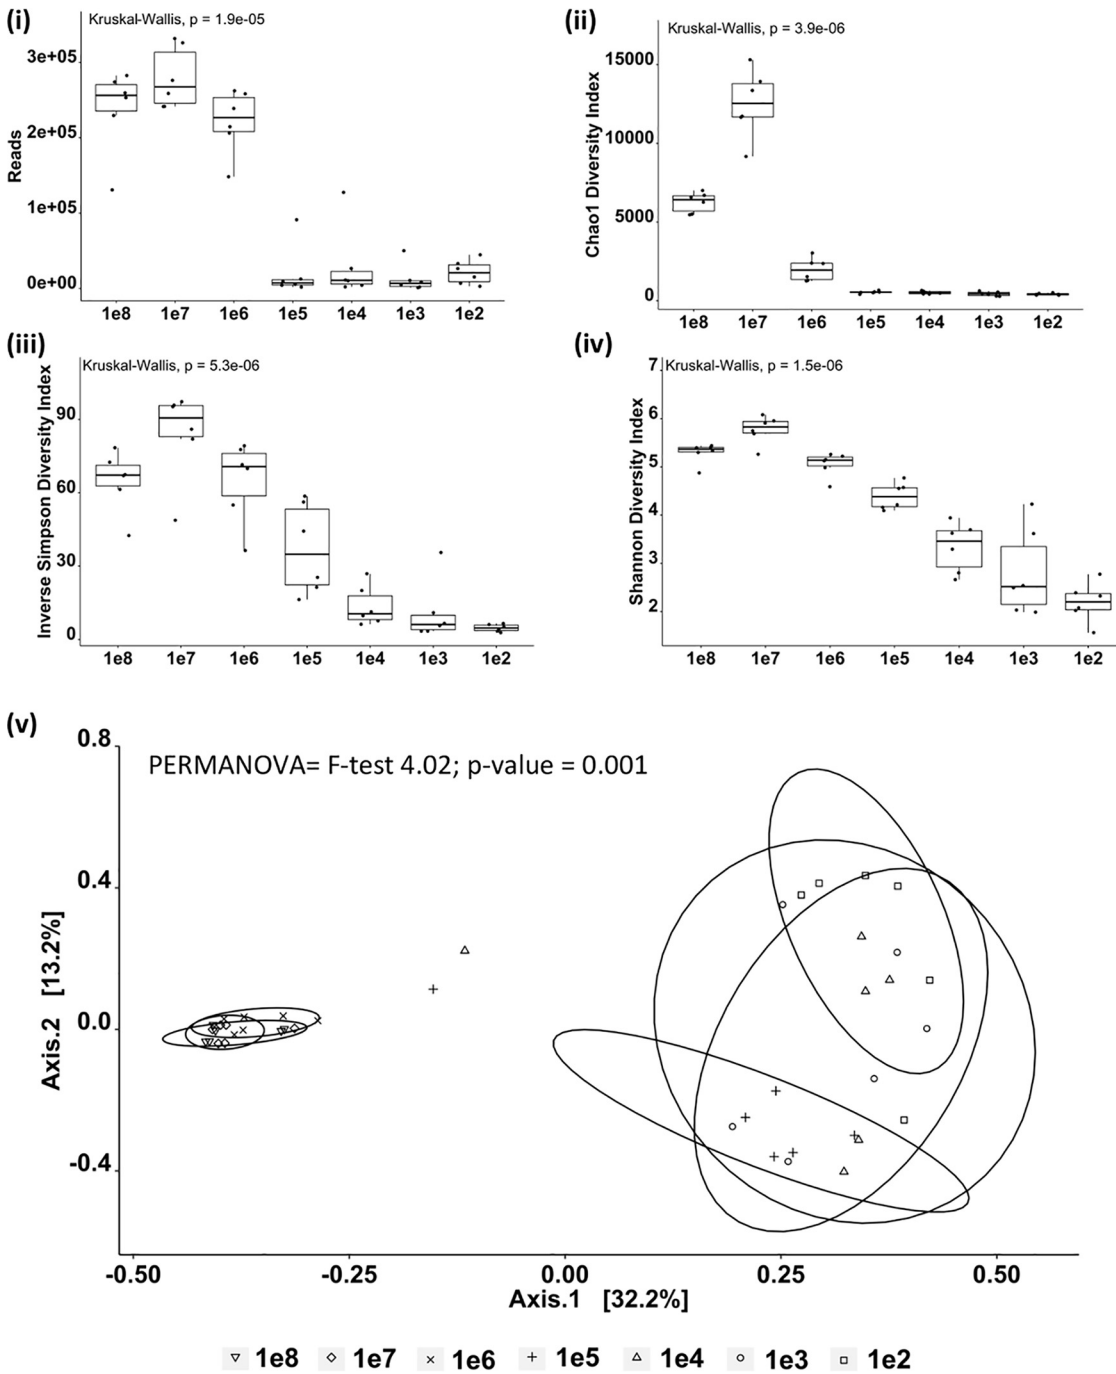 (i)
Kruskal-Wallis, p = 1.9e-05
Reads
3e+05
2e+05
1e+05
0e+00
1e8 1e7 1e6 1e5 1e4 1e3 1e2
(ii)
Kruskal-Wallis, p = 3.9e-06
Chao1 Diversity Index
15000
10000
5000
0
1e8 1e7 1e6 1e5 1e4 1e3 1e2
(iii)
Kruskal-Wallis, p = 5.3e-06
Inverse Simpson Diversity Index
90
60
30
0
1e8 1e7 1e6 1e5 1e4 1e3 1e2
(iv)
Kruskal-Wallis, p = 1.5e-06
Shannon Diversity Index
7
6
5
4
3
2
1e8 1e7 1e6 1e5 1e4 1e3 1e2
(v)
PERMANOVA= F-test 4.02; p-value = 0.001
Axis.2 [13.2%]
0.8
0.4
0.0
-0.4
-0.50 -0.25 0.00 0.25 0.50
Axis.1 [32.2%]
1e8 1e7 1e6 1e5 1e4 1e3 1e2